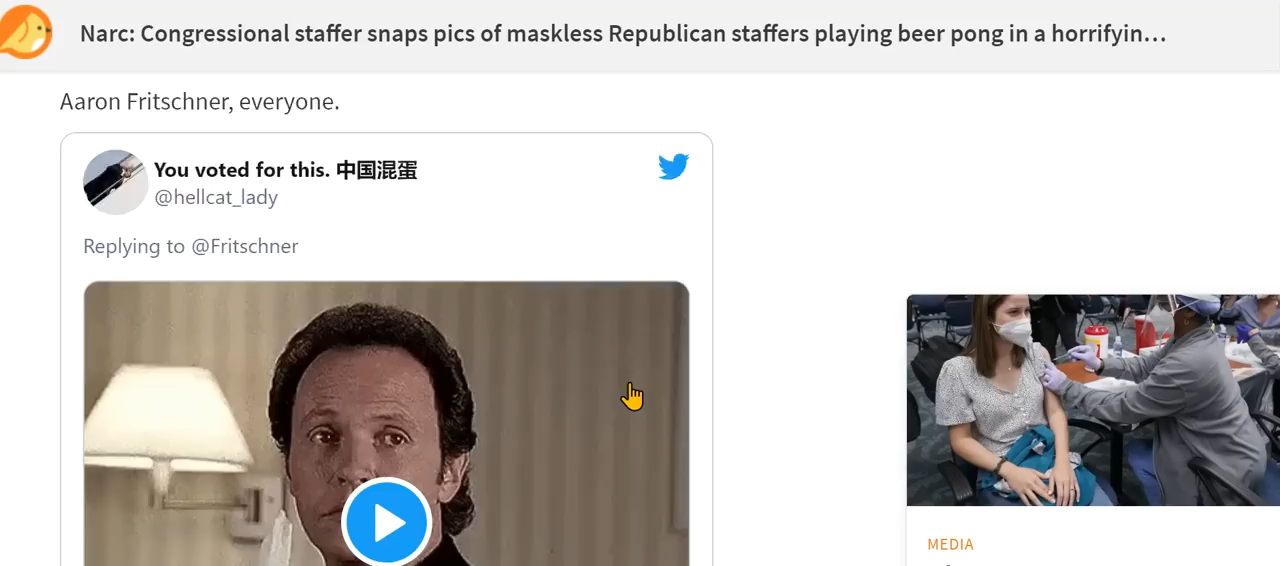 Narc: Congressional staffer snaps pics of maskless Republican staffers playing beer pong in a horrifyin…
Aaron Fritschner, everyone.
You voted for this. 中国混蛋
@hellcat_lady
Replying to @Fritschner
MEDIA